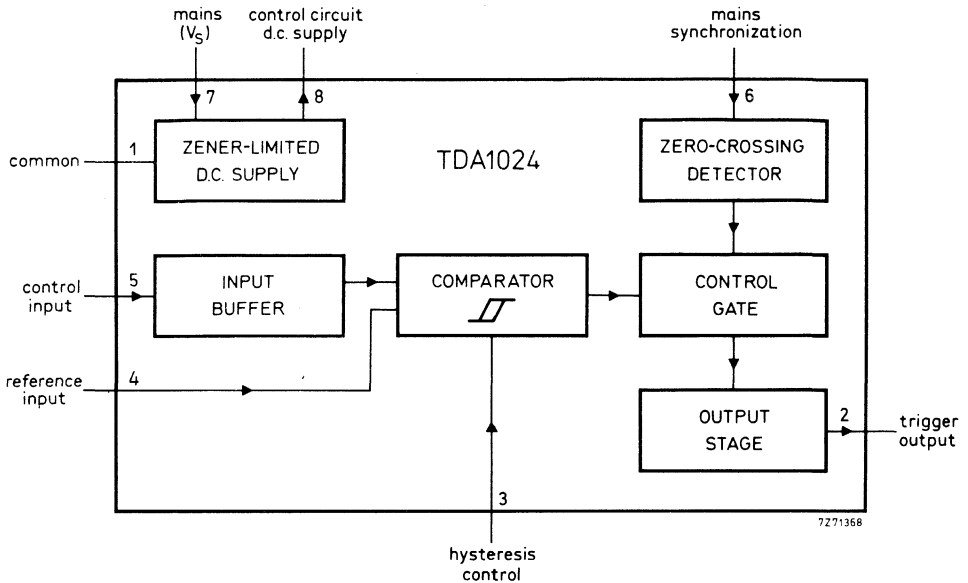 mains
(VS)
control circuit
d.c. supply
mains
synchronization
7
8
6
common
1
ZENER-LIMITED
D.C. SUPPLY
TDA1024
ZERO-CROSSING
DETECTOR
control
input
5
INPUT
BUFFER
COMPARATOR
CONTROL
GATE
reference
input
4
OUTPUT
STAGE
2
trigger
output
3
7Z71368
hysteresis
control